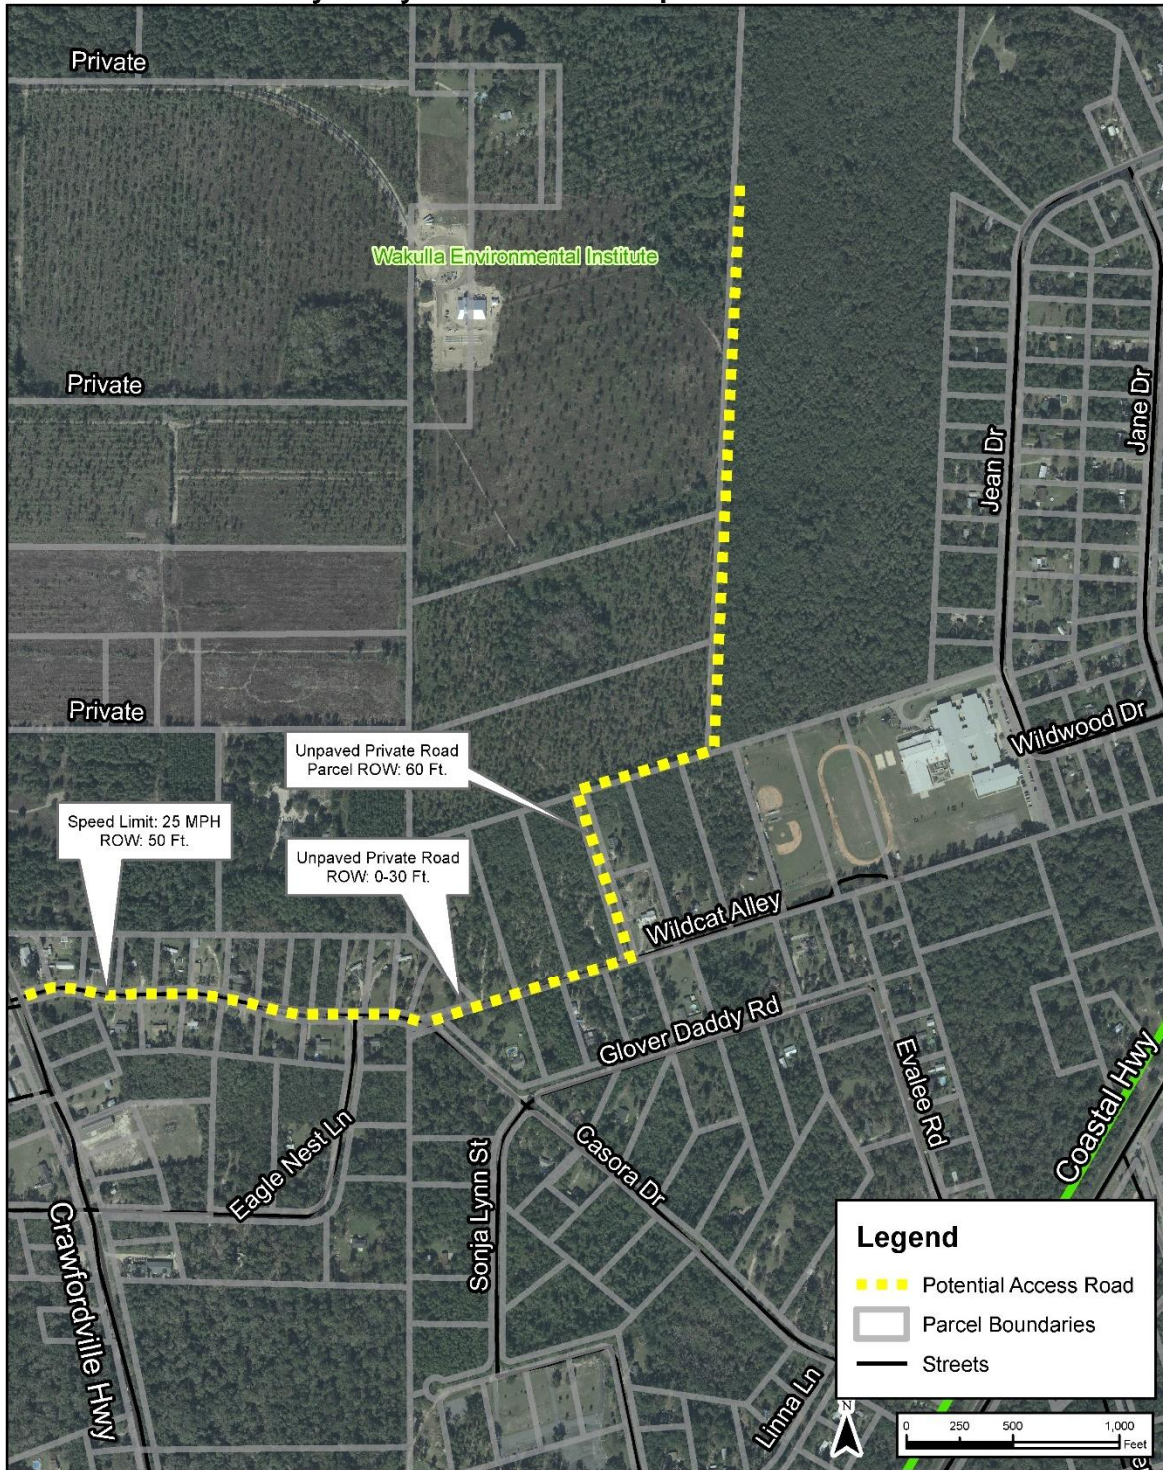 Private
Wakulla Environmental Institute
Private
Jean Dr
Jane Dr
Private
Wildwood Dr
Unpaved Private Road
Parcel ROW: 60 Ft.
Speed Limit: 25 MPH
ROW: 50 Ft.
Unpaved Private Road
ROW: 0-30 Ft.
Wildcat Alley
Glover Daddy Rd
Evalee Rd
Coastal Hwy
Eagle Nest Ln
Sonja Lynn St
Casora Dr
Crawfordville Hwy
Linna Ln
Legend
Potential Access Road
Parcel Boundaries
Streets
N
0 250 500 1,000
Feet